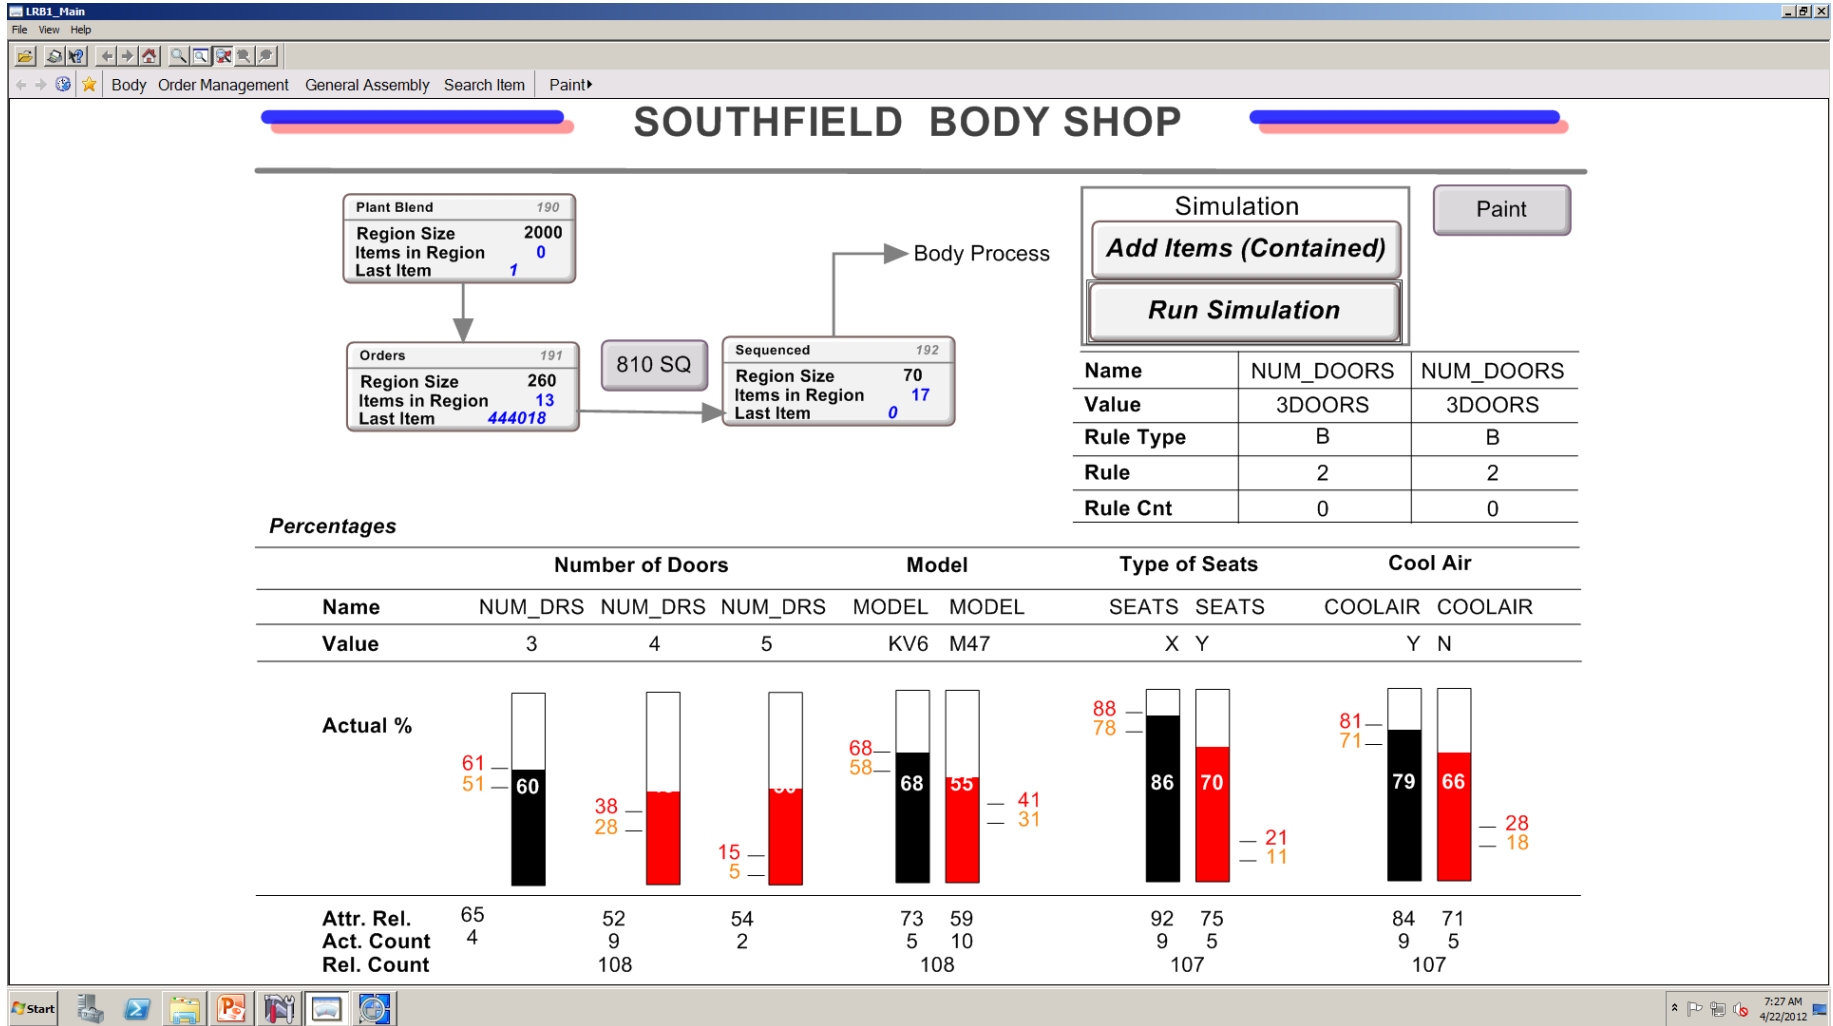 LRB1_Main
File View Help
Body Order Management General Assembly Search Item Paint
SOUTHFIELD BODY SHOP
Plant Blend 190
Region Size 2000
Items in Region 0
Last Item 1
Body Process
Simulation
Add Items (Contained)
Run Simulation
Paint
Orders 191
Region Size 260
Items in Region 13
Last Item 444018
810 SQ
Sequenced 192
Region Size 70
Items in Region 17
Last Item 0
Name NUM_DOORS NUM_DOORS
Value 3DOORS 3DOORS
Rule Type B B
Rule 2 2
Rule Cnt 0 0
Percentages
Number of Doors Model Type of Seats Cool Air
Name NUM_DRS NUM_DRS NUM_DRS MODEL MODEL SEATS SEATS COOLAIR COOLAIR
Value 3 4 5 KV6 M47 X Y Y N
Actual %
61
51
60
38
28
15
5
68
58
68
55
41
31
88
78
86
70
21
11
81
71
79
66
28
18
Attr. Rel. 65 52 54 73 59 92 75 84 71
Act. Count 4 9 2 5 10 9 5 9 5
Rel. Count 108 108 107 107
Start
7:27 AM
4/22/2012